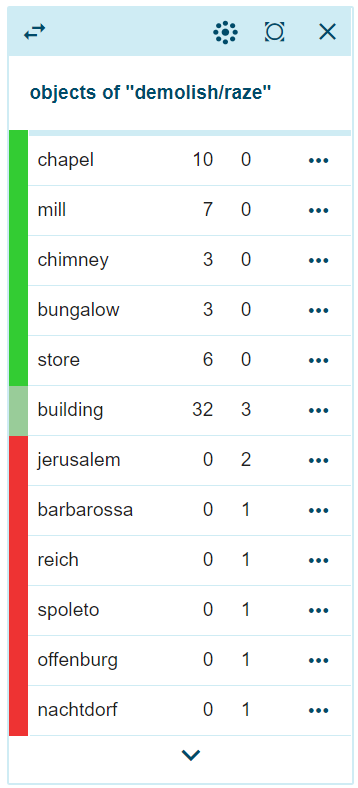 objects of "demolish/raze"
chapel 10 0
mill 7 0
chimney 3 0
bungalow 3 0
store 6 0
building 32 3
jerusalem 0 2
barbarossa 0 1
reich 0 1
spoleto 0 1
offenburg 0 1
nachtdorf 0 1